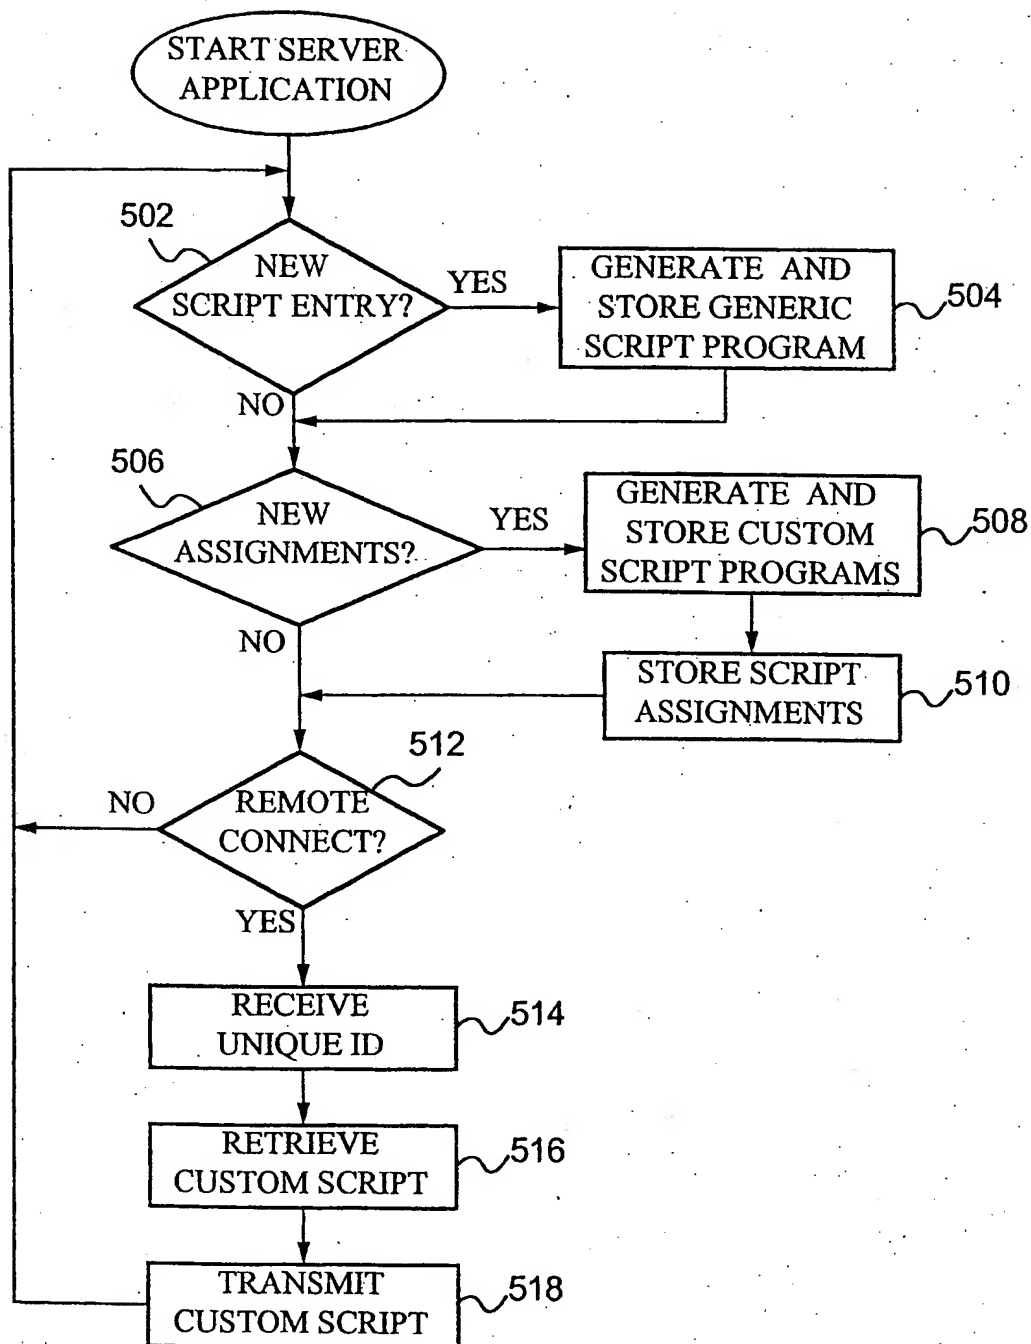 START SERVER
APPLICATION
502
NEW
SCRIPT ENTRY?
YES
GENERATE AND
STORE GENERIC
SCRIPT PROGRAM
504
NO
506
NEW
ASSIGNMENTS?
YES
GENERATE AND
STORE CUSTOM
SCRIPT PROGRAMS
508
NO
STORE SCRIPT
ASSIGNMENTS
510
512
REMOTE
CONNECT?
NO
YES
RECEIVE
UNIQUE ID
514
RETRIEVE
CUSTOM SCRIPT
516
TRANSMIT
CUSTOM SCRIPT
518